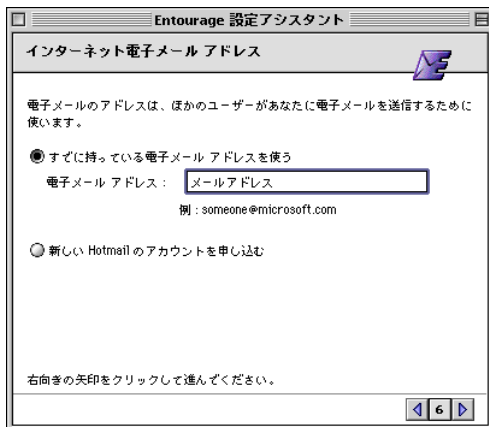 Entourage 設定アシスタント
インターネット電子メール アドレス
電子メールのアドレスは、ほかのユーザーがあなたに電子メールを送信するために
使います。
すでに持っている電子メール アドレスを使う
電子メール アドレス： メールアドレス
例：someone@microsoft.com
新しい Hotmail のアカウントを申し込む
右向きの矢印をクリックして進んでください。
6